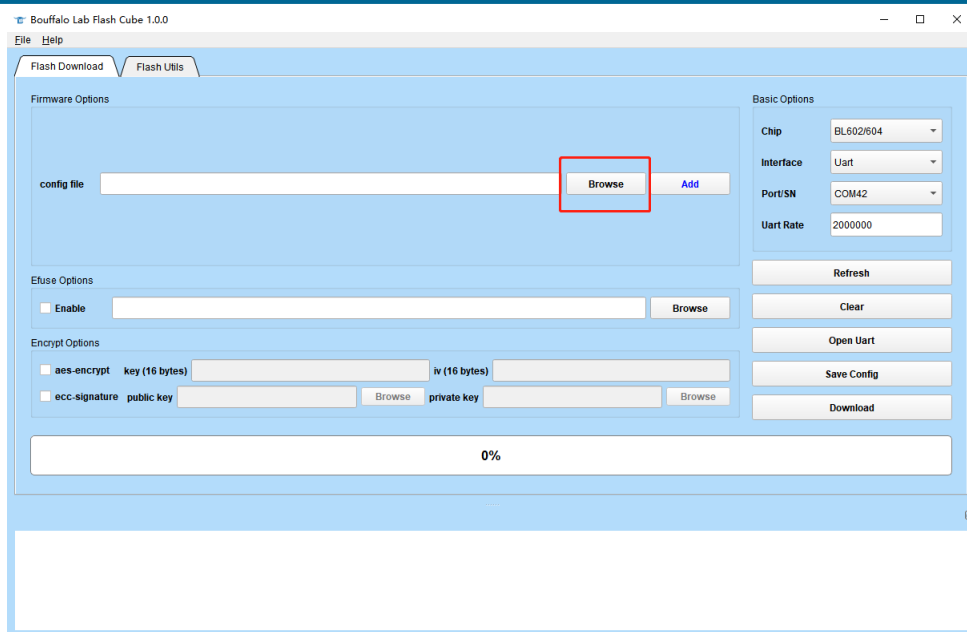 Bouffalo Lab Flash Cube 1.0.0
File Help
Flash Download Flash Utils
Firmware Options
config file Browse Add
Basic Options
Chip BL602/604
Interface Uart
Port/SN COM42
Uart Rate 2000000
Efuse Options
Enable Browse
Encrypt Options
aes-encrypt key (16 bytes) iv (16 bytes)
ecc-signature public key Browse private key Browse
Refresh
Clear
Open Uart
Save Config
Download
0%